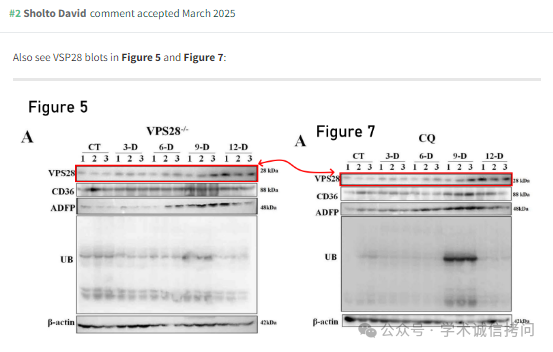 #2 Sholto David comment accepted March 2025
Also see VSP28 blots in Figure 5 and Figure 7:
Figure 5
A
VPS28-/-
CT 3-D 6-D 9-D 12-D
1 2 3 1 2 3 1 2 3 1 2 3 1 2 3
VPS28 28 kDa
CD36 88 kDa
ADFP 48kDa
UB
β-actin 42kDa
A
Figure 7
CQ
CT 3-D 6-D 9-D 12-D
1 2 3 1 2 3 1 2 3 1 2 3 1 2 3
VPS28 28 kDa
CD36 88 kDa
ADFP 48kDa
UB
β-actin 42kDa
公众号 · 学术诚信拷问